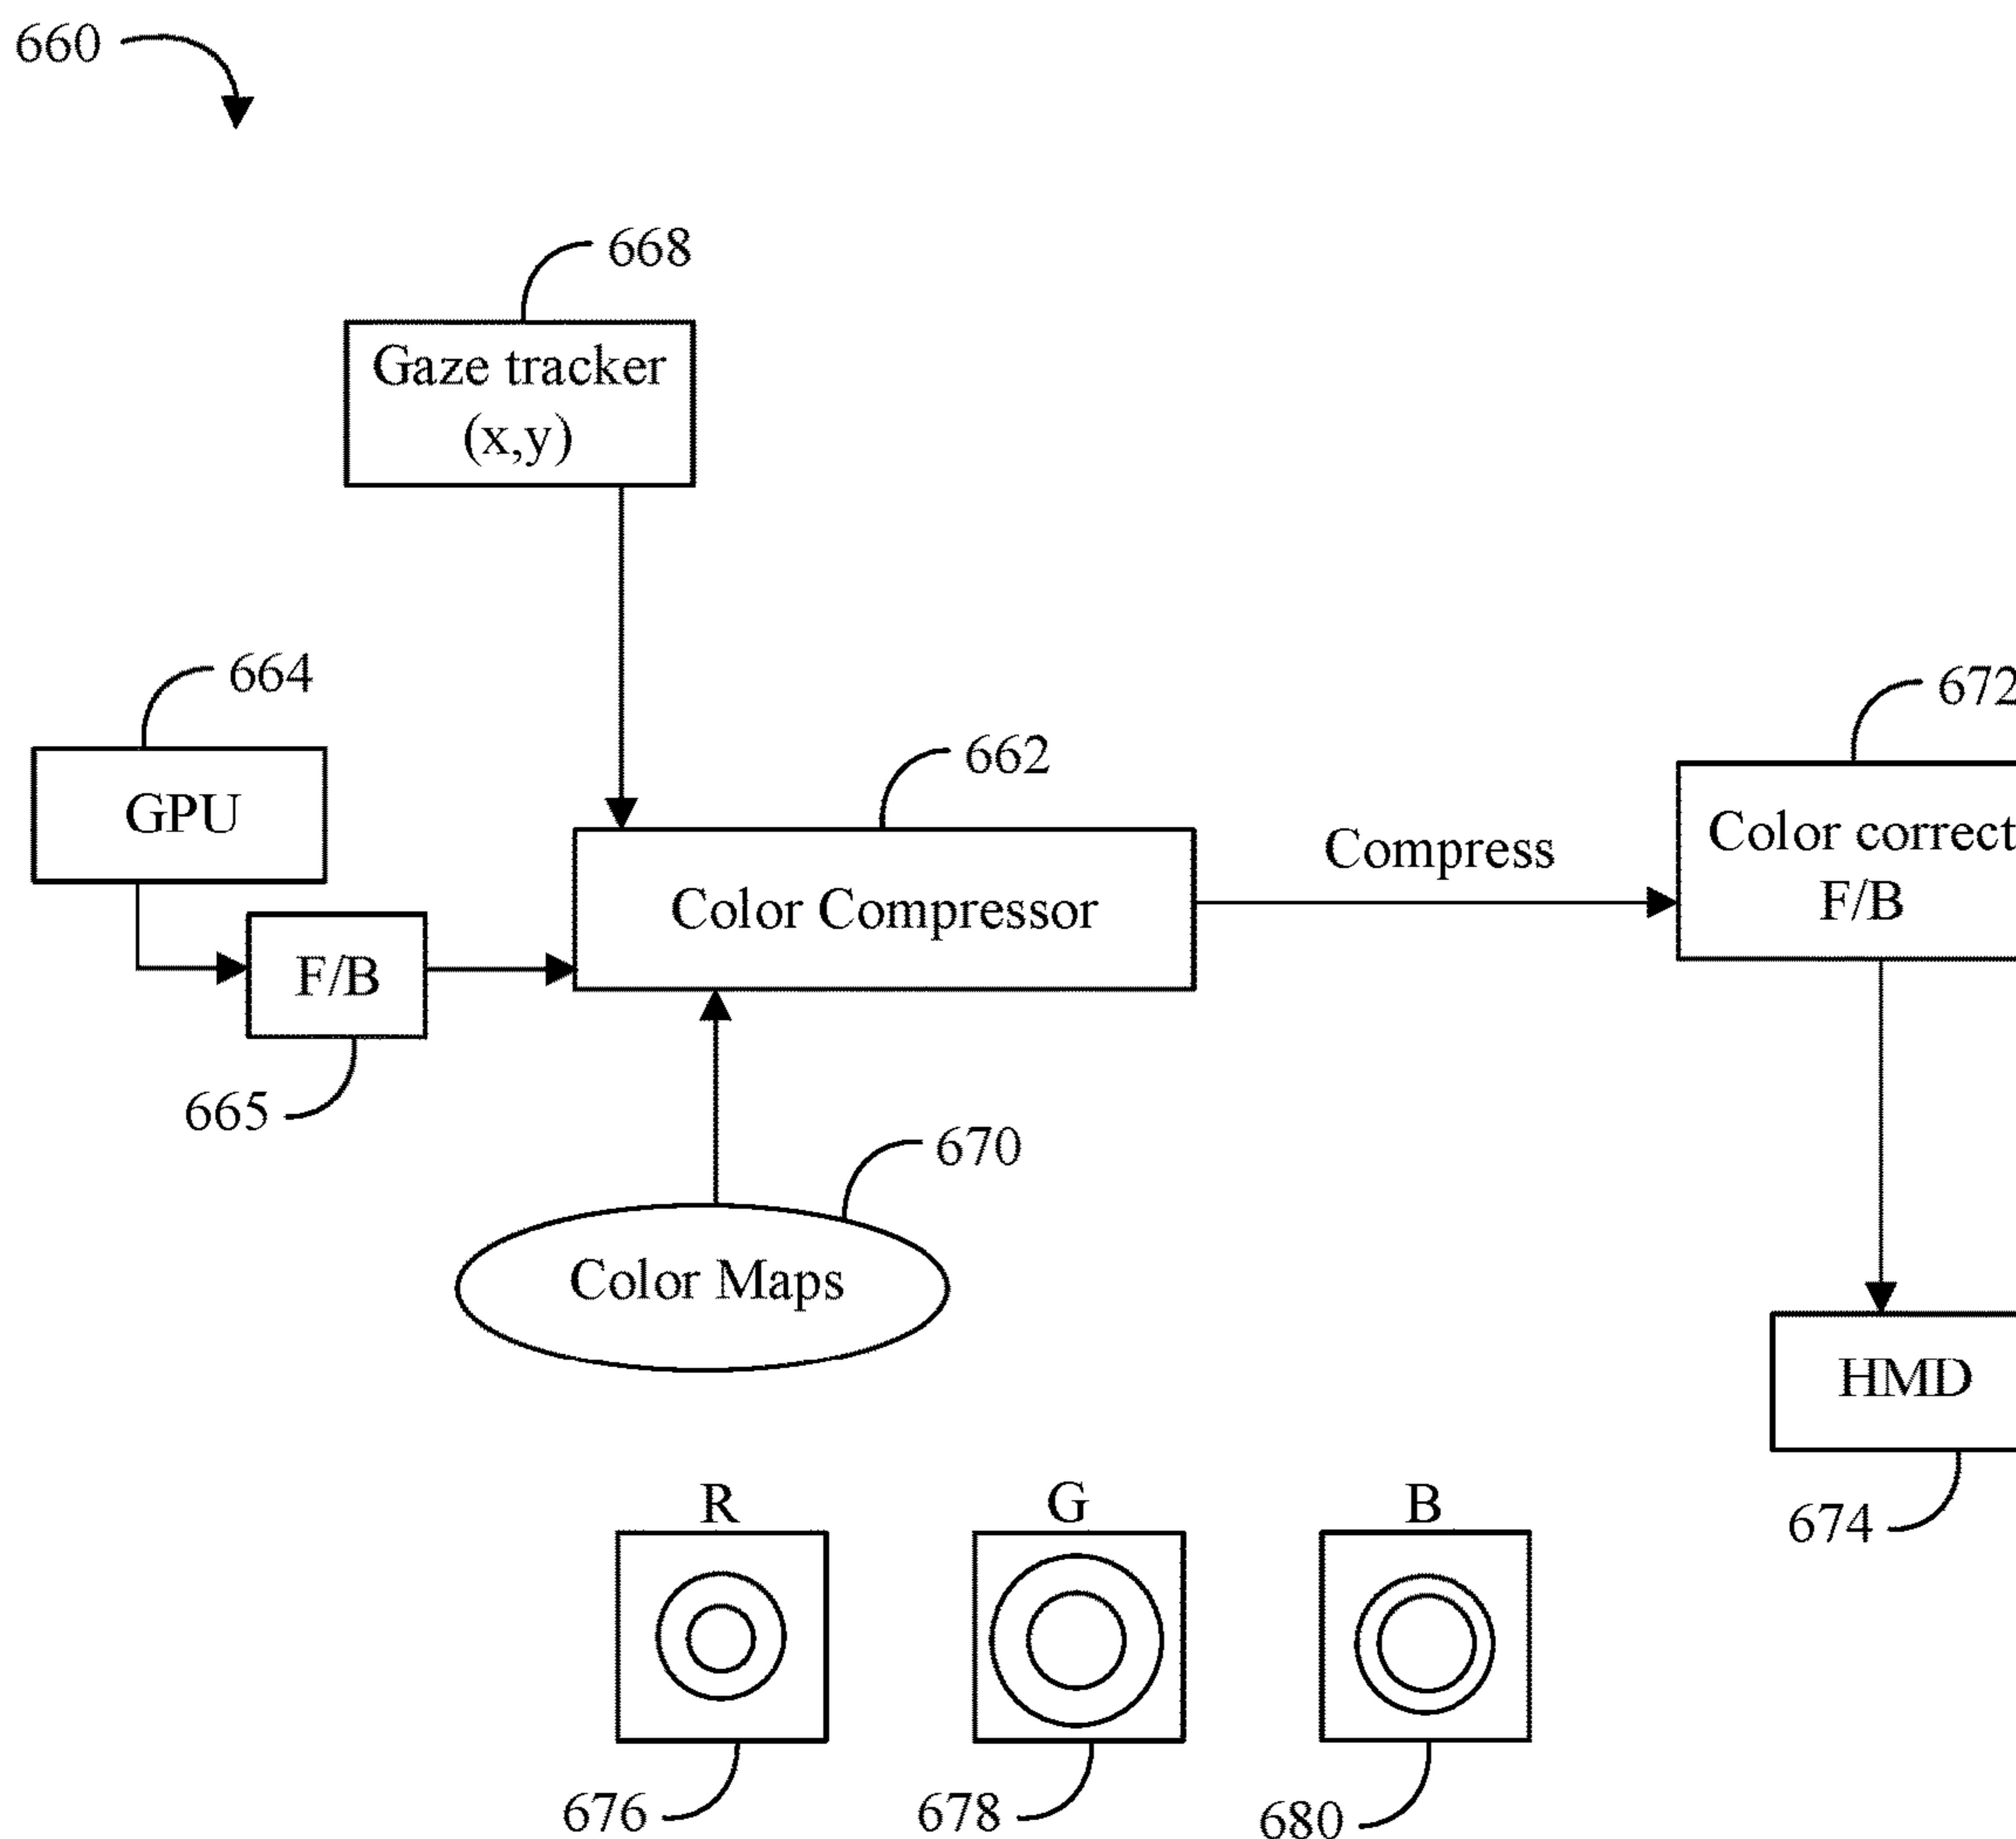 660
668
Gaze tracker
(x,y)
664
GPU
662
672
Color Compressor
Compress
Color correct
F/B
F/B
665
670
Color Maps
HMD
674
R
G
B
676
678
680